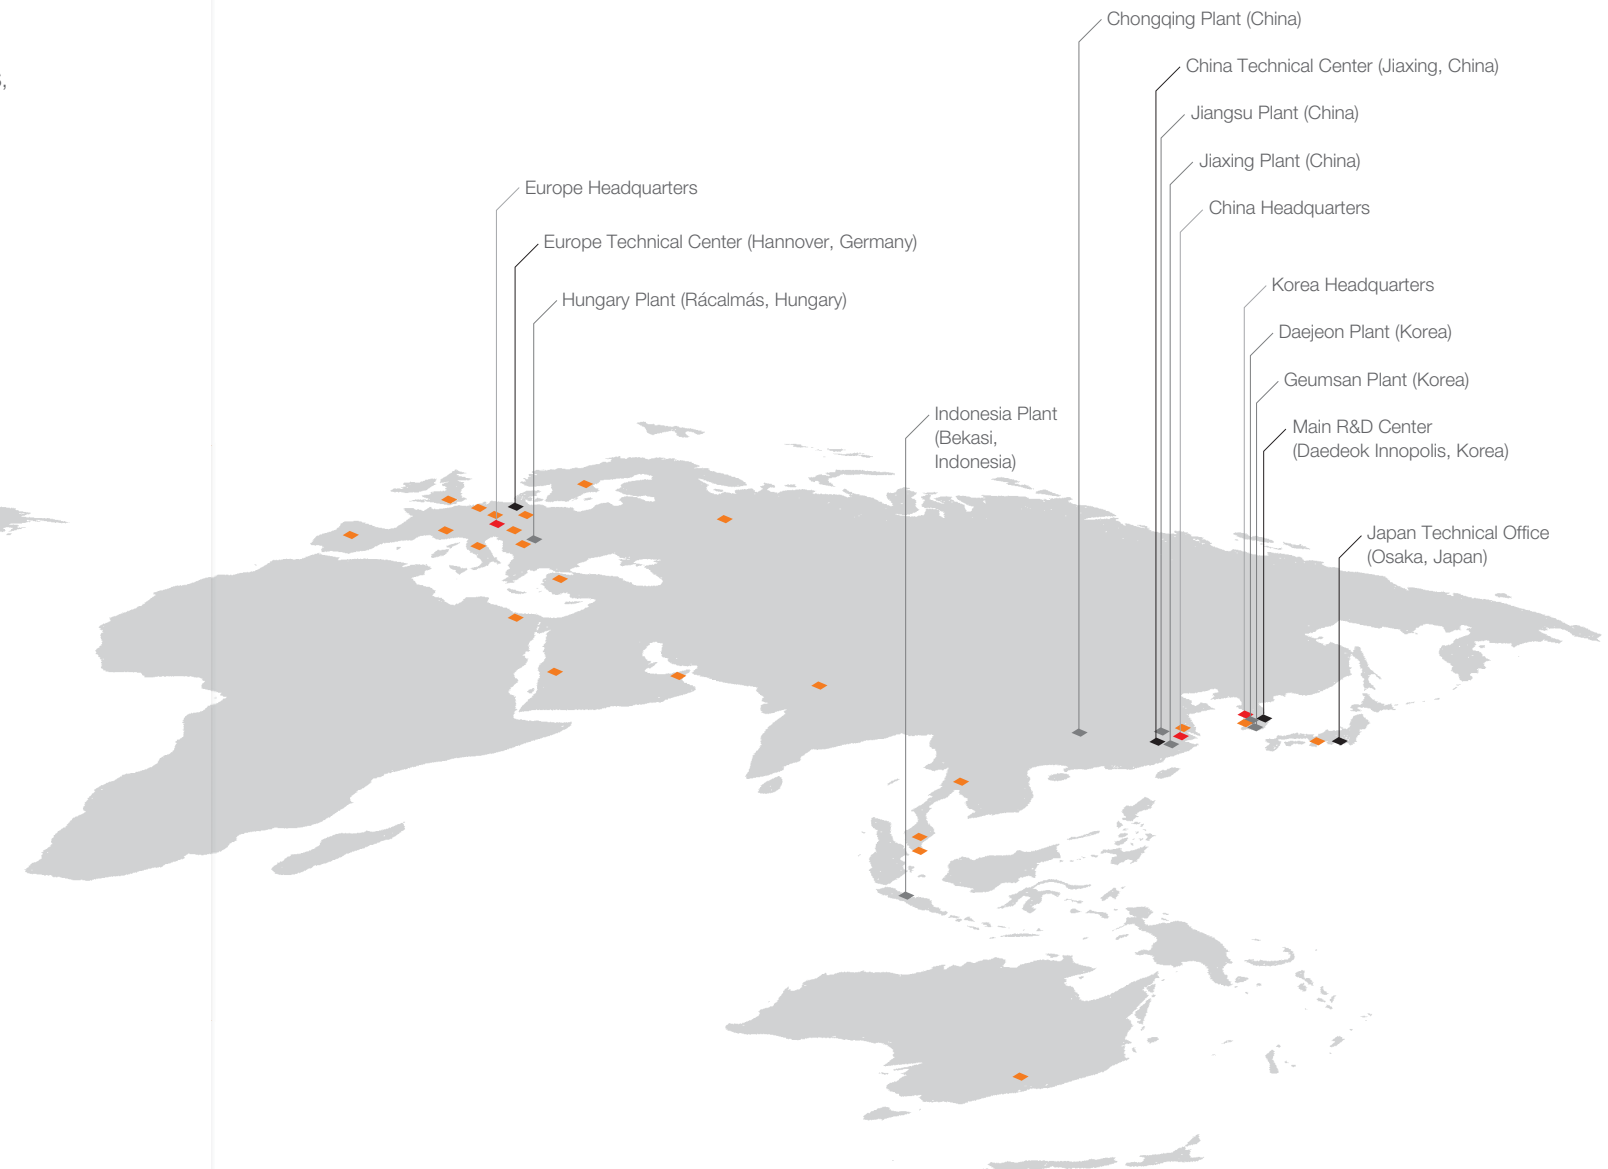 Chongqing Plant (China)
China Technical Center (Jiaxing, China)
Jiangsu Plant (China)
Jiaxing Plant (China)
China Headquarters
Europe Headquarters
Europe Technical Center (Hannover, Germany)
Hungary Plant (Rácalmás, Hungary)
Korea Headquarters
Daejeon Plant (Korea)
Geumsan Plant (Korea)
Main R&D Center
(Daedeok Innopolis, Korea)
Indonesia Plant
(Bekasi,
Indonesia)
Japan Technical Office
(Osaka, Japan)